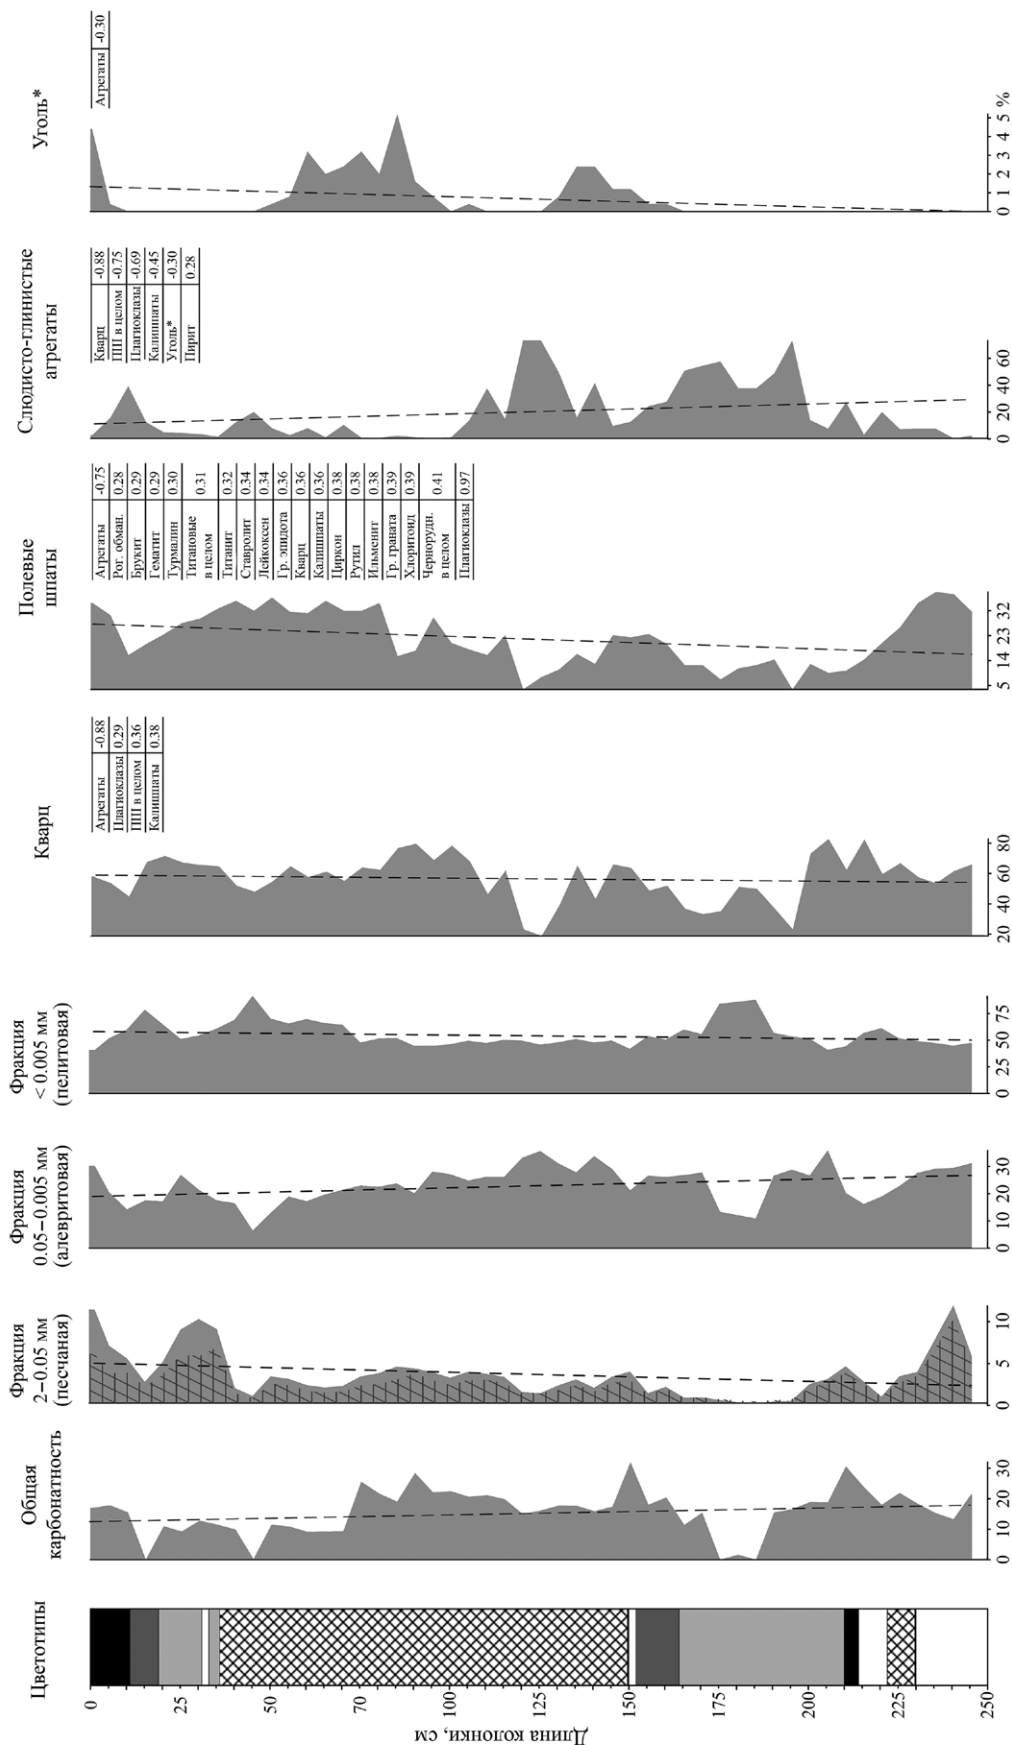 Уголь*
Агрегаты -0.30
0 1 2 3 4 5 %
Слюдисто-глинистые
агрегаты
Кварц -0.88
ПШ в целом -0.75
Плагиоклазы -0.69
Калишпаты -0.45
Уголь* -0.30
Пирит 0.28
0 20 40 60
Полевые
шпаты
Агрегаты -0.75
Рог. обман. 0.28
Брукит 0.29
Гематит 0.29
Турмалин 0.30
Титановые
в целом 0.31
Титанит 0.32
Ставролит 0.34
Лейкоксен 0.34
Гр. эпидота 0.36
Кварц 0.36
Калишпаты 0.36
Циркон 0.38
Рутил 0.38
Ильменит 0.38
Гр. граната 0.39
Хлоритоид 0.39
Чернорудн.
в целом 0.41
Плагиоклазы 0.97
5 14 23 32
Кварц
Агрегаты -0.88
Плагиоклазы 0.29
ПШ в целом 0.36
Калишпаты 0.38
20 40 60 80
Фракция
< 0.005 мм
(пелитовая)
0 25 50 75
Фракция
0.05–0.005 мм
(алевритовая)
0 10 20 30
Фракция
2–0.05 мм
(песчаная)
0 5 10
Общая
карбонатность
0 10 20 30
Цветотипы
0 25 50 75 100 125 150 175 200 225 250
Длина колонки, см